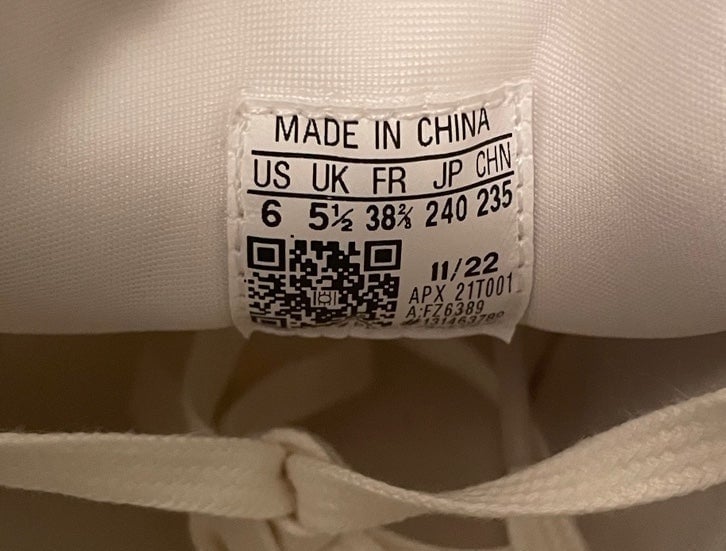 MADE IN CHINA
US UK FR JP CHN
6 5½ 38⅔ 240 235
11/22
APX 21T001
A:FZ6389